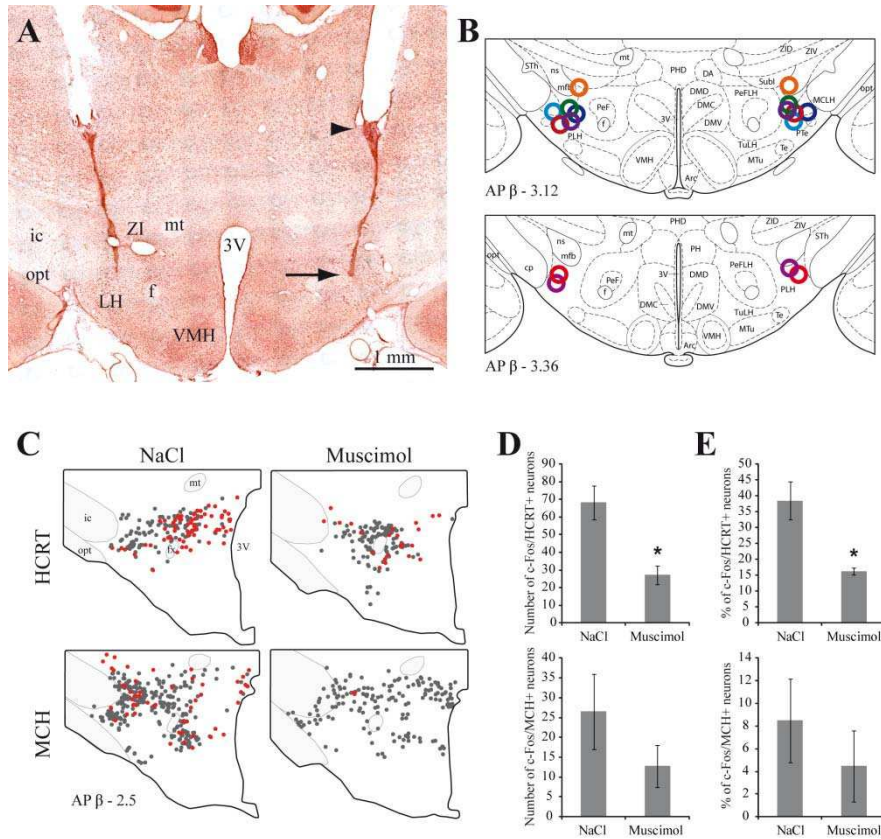 A
ZI
mt
ic
3V
opt
LH
f
VMH
1 mm
B
mt
ZID
ZIV
STh
ns
PHD
DA
SubI
mfb
DMD
PeFLH
MCLH
opt
PeF
DMC
f
3V
DMV
PLH
PTe
TuLH
Te
VMH
MTu
Arc
AP β - 3.12
PHD
ZID
mt
ZIV
ns
PH
STh
opt
mfb
cp
PeFLH
PeF
3V
DMD
f
PLH
DMC
DMV
TuLH
Te
MTu
VMH
Arc
AP β - 3.36
C
NaCl
Muscimol
HCRT
mt
ic
opt
fx
3V
MCH
AP β - 2.5
D
Number of c-Fos/HCRT+ neurons
90
80
70
60
50
40
30
20
10
0
*
NaCl
Muscimol
Number of c-Fos/MCH+ neurons
40
35
30
25
20
15
10
5
0
NaCl
Muscimol
E
% of c-Fos/HCRT+ neurons
50
45
40
35
30
25
20
15
10
5
0
*
NaCl
Muscimol
% of c-Fos/MCH+ neurons
14
12
10
8
6
4
2
0
NaCl
Muscimol